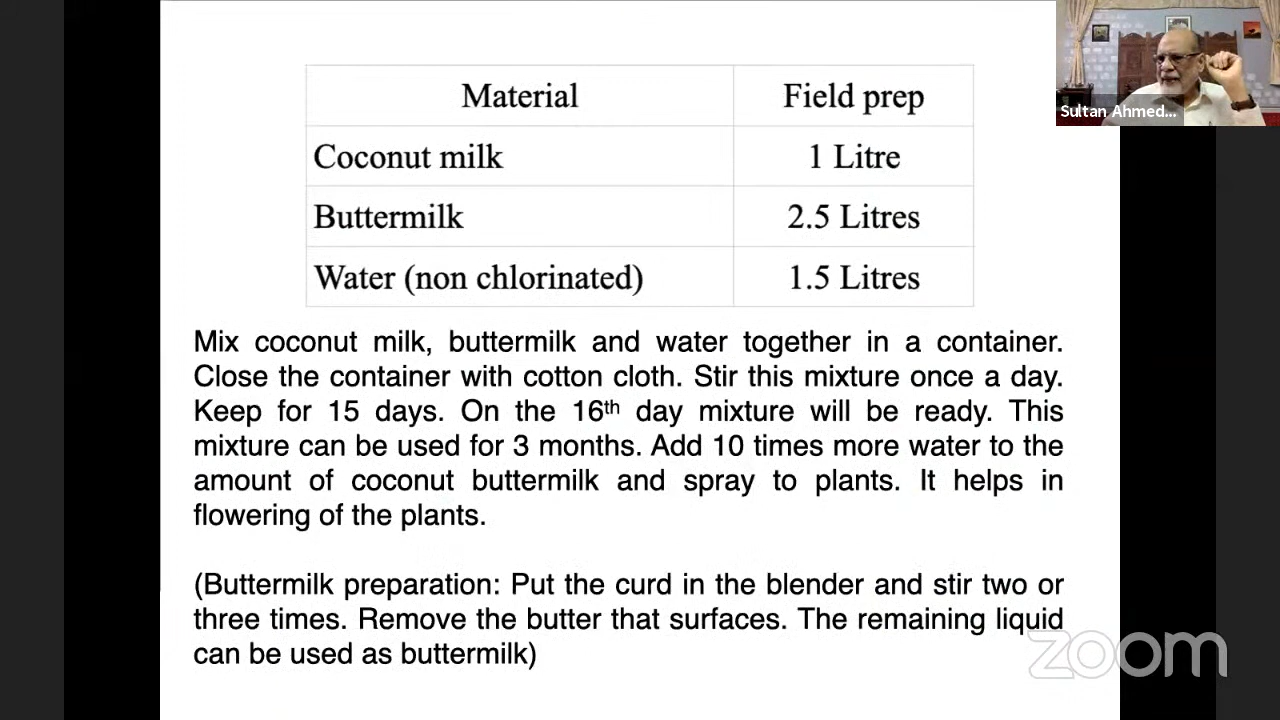 Sultan Ahmed...
Material Field prep
Coconut milk 1 Litre
Buttermilk 2.5 Litres
Water (non chlorinated) 1.5 Litres
Mix coconut milk, buttermilk and water together in a container.
Close the container with cotton cloth. Stir this mixture once a day.
Keep for 15 days. On the 16th day mixture will be ready. This
mixture can be used for 3 months. Add 10 times more water to the
amount of coconut buttermilk and spray to plants. It helps in
flowering of the plants.
(Buttermilk preparation: Put the curd in the blender and stir two or
three times. Remove the butter that surfaces. The remaining liquid
can be used as buttermilk)
zoom